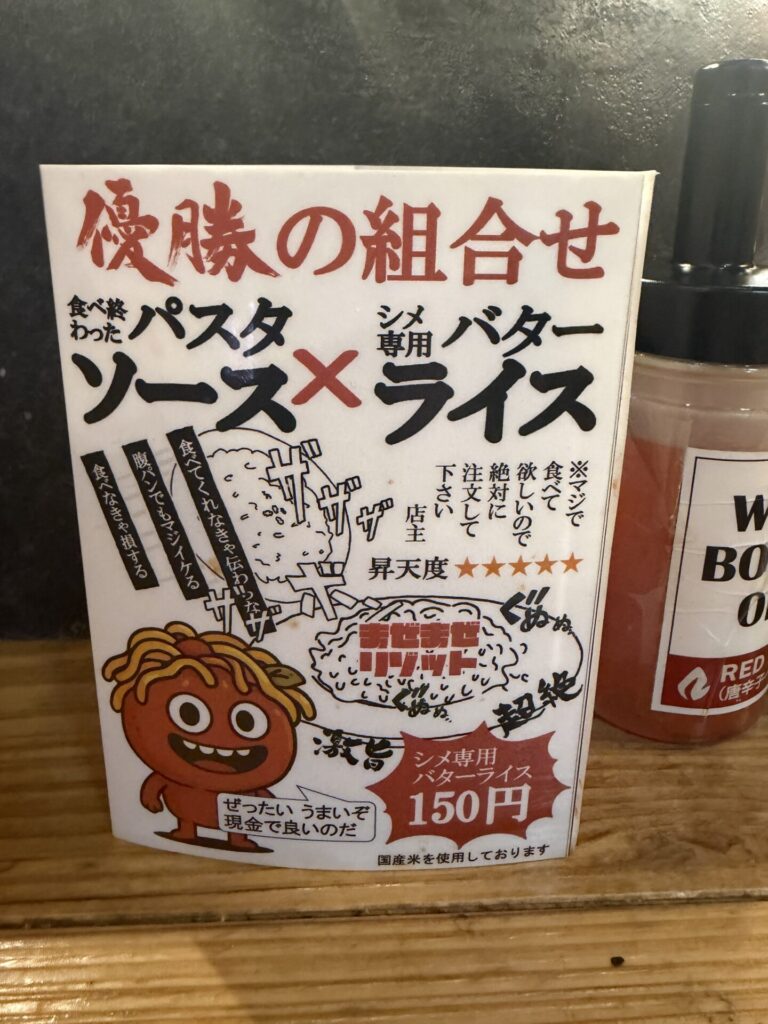 優勝の組合せ
食べ終わった
パスタ
ソース
×
シメ専用
バター
ライス
食べてくれなきゃ伝わらない
腹パンでもマジイケる
食べなきゃ損する
ザザザ
ザザ
ボ
※マジで
食べて
欲しいので
絶対に
注文して
下さい
店主
昇天度 ★★★★★
まぜまぜ
リゾット
ぐぬぬ
ぐぬぬ
超絶
激旨
シメ専用
バターライス
150円
ぜったい うまいぞ
現金で良いのだ
国産米を使用しております
RED